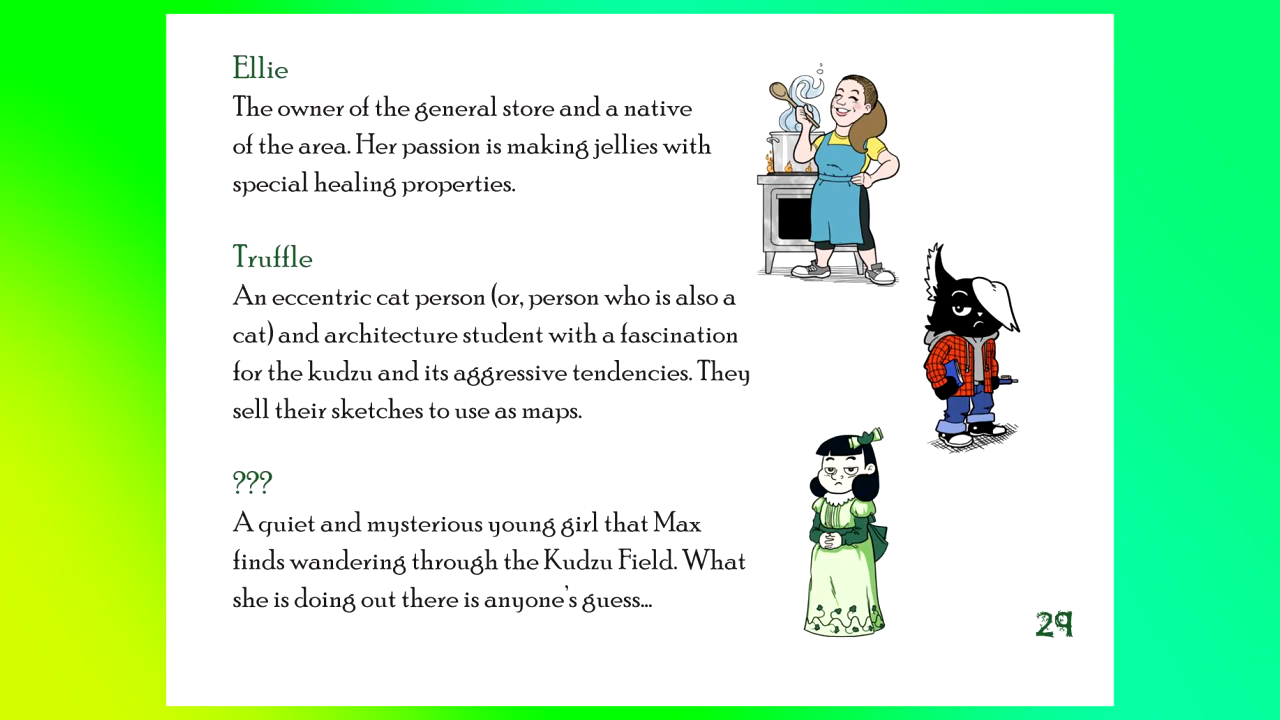 Ellie
The owner of the general store and a native
of the area. Her passion is making jellies with
special healing properties.
Truffle
An eccentric cat person (or, person who is also a
cat) and architecture student with a fascination
for the kudzu and its aggressive tendencies. They
sell their sketches to use as maps.
???
A quiet and mysterious young girl that Max
finds wandering through the Kudzu Field. What
she is doing out there is anyone's guess...
29